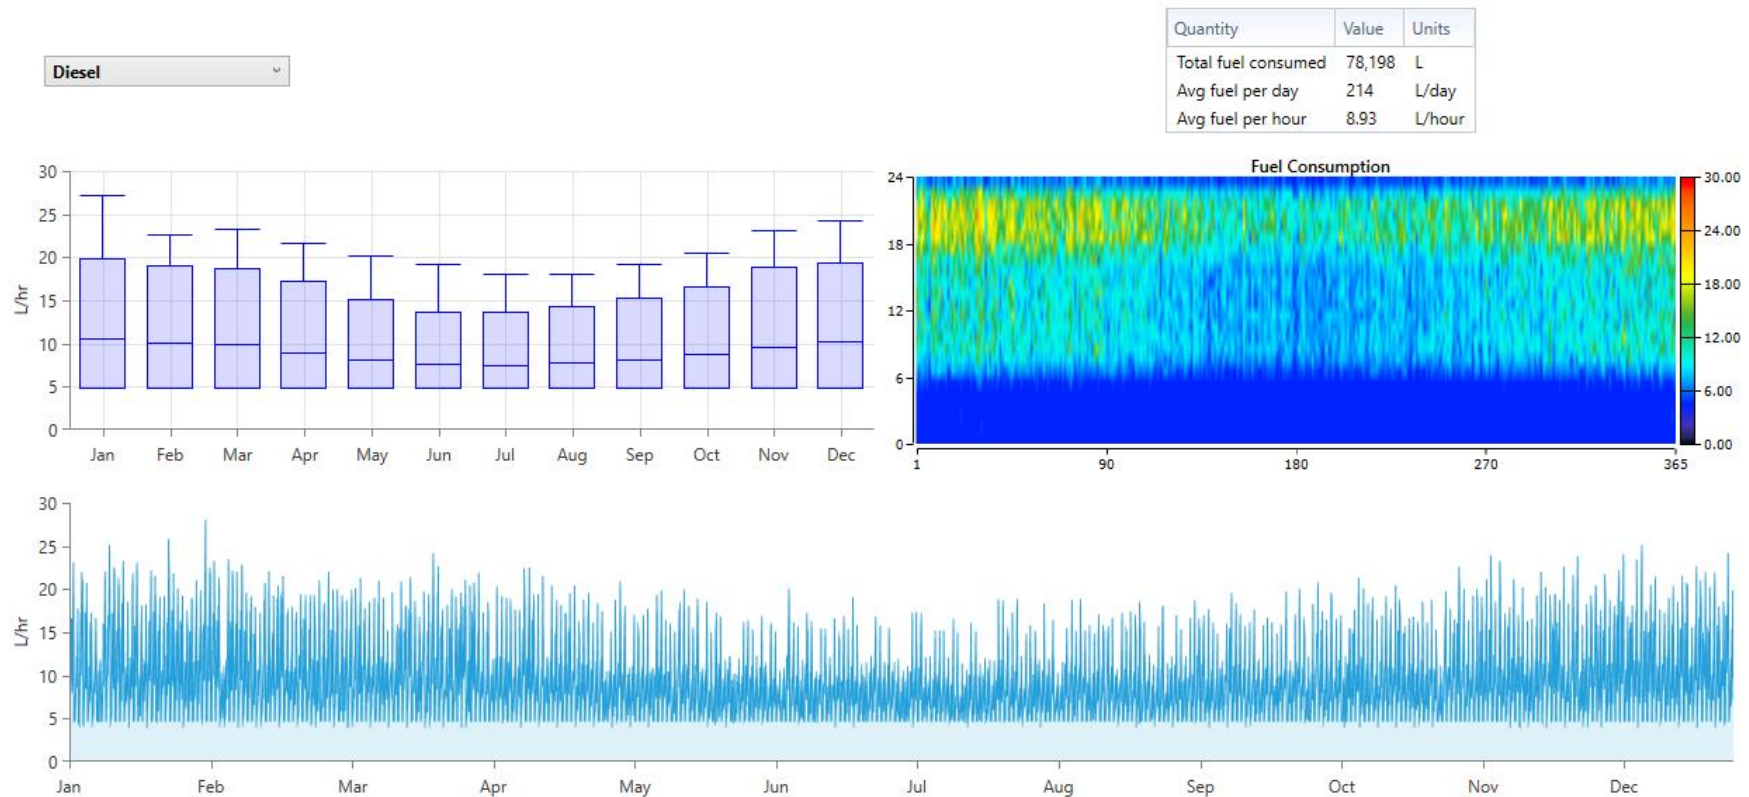 Diesel
Quantity Value Units
Total fuel consumed 78,198 L
Avg fuel per day 214 L/day
Avg fuel per hour 8.93 L/hour
30
25
20
15
10
5
0
L/hr
Jan Feb Mar Apr May Jun Jul Aug Sep Oct Nov Dec
Fuel Consumption
24
18
12
6
0
1 90 180 270 365
30.00
24.00
18.00
12.00
6.00
0.00
30
25
20
15
10
5
0
L/hr
Jan Feb Mar Apr May Jun Jul Aug Sep Oct Nov Dec